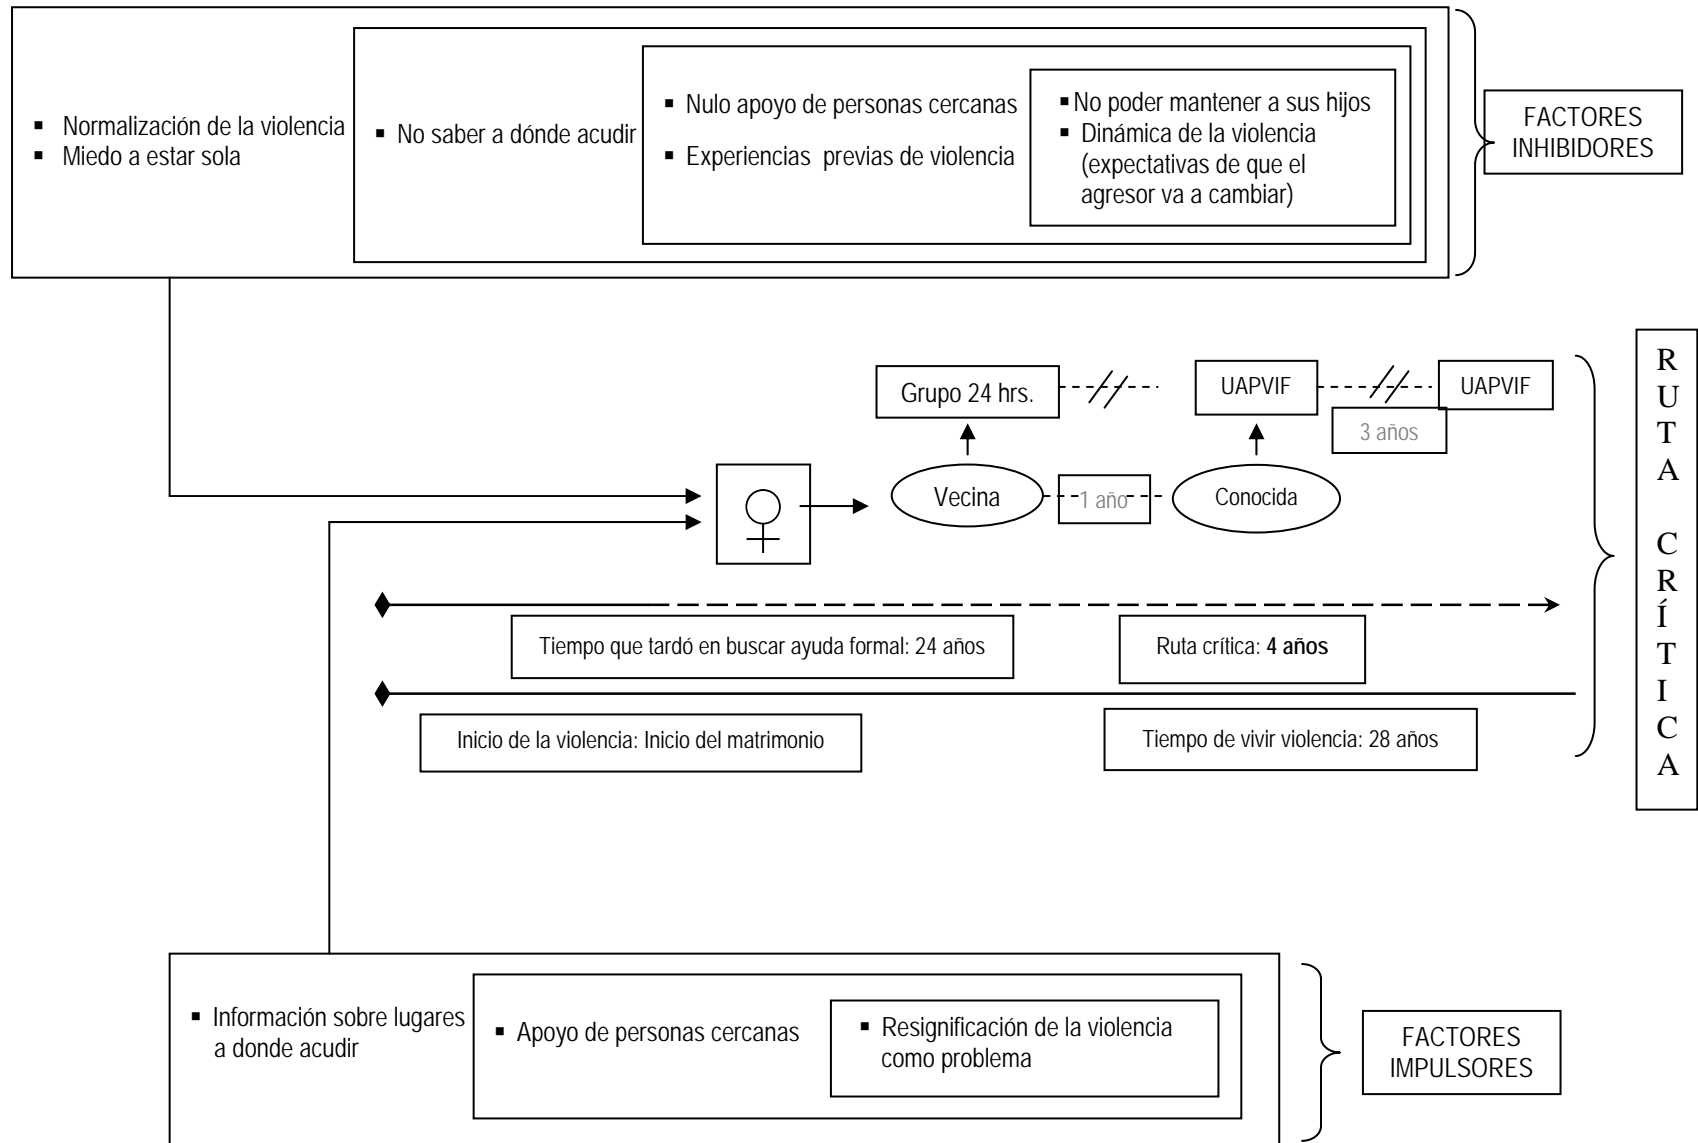 ▪ Normalización de la violencia
▪ Miedo a estar sola
▪ No saber a dónde acudir
▪ Nulo apoyo de personas cercanas
▪ Experiencias previas de violencia
▪ No poder mantener a sus hijos
▪ Dinámica de la violencia
(expectativas de que el
agresor va a cambiar)
FACTORES
INHIBIDORES
Grupo 24 hrs.
UAPVIF
UAPVIF
3 años
Vecina
1 año
Conocida
Tiempo que tardó en buscar ayuda formal: 24 años
Ruta crítica: 4 años
Inicio de la violencia: Inicio del matrimonio
Tiempo de vivir violencia: 28 años
RUTA CRÍTICA
▪ Información sobre lugares
a donde acudir
▪ Apoyo de personas cercanas
▪ Resignificación de la violencia
como problema
FACTORES
IMPULSORES